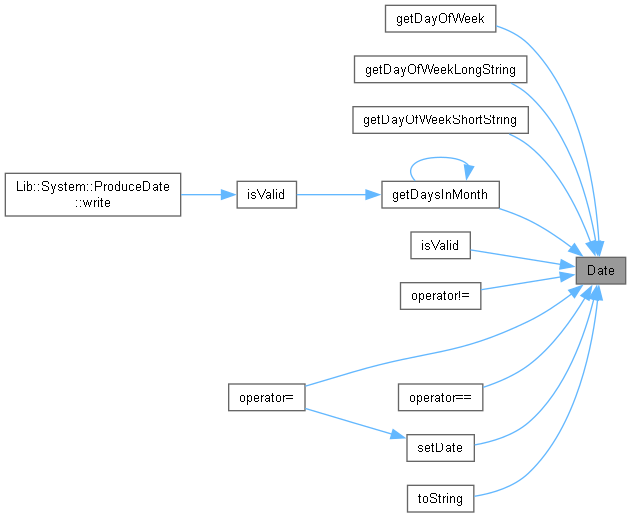 getDayOfWeek
getDayOfWeekLongString
getDayOfWeekShortString
Lib::System::ProduceDate
::write
isValid
getDaysInMonth
isValid
Date
operator!=
operator=
operator==
setDate
toString